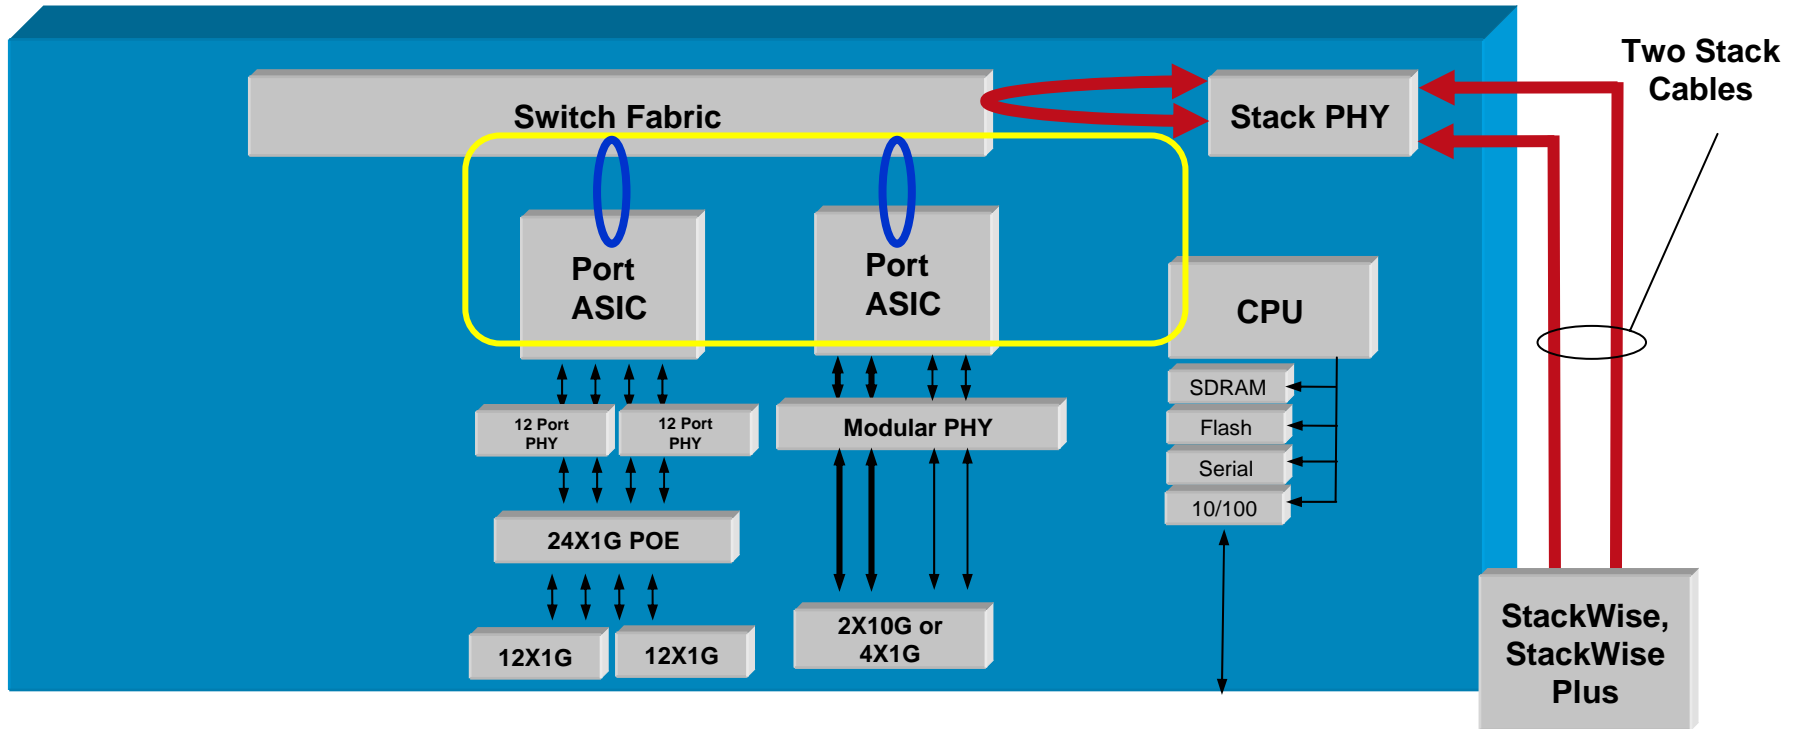 Two Stack
Cables
Switch Fabric
Stack PHY
Port
ASIC
Port
ASIC
CPU
SDRAM
Flash
Serial
10/100
12 Port
PHY
12 Port
PHY
Modular PHY
24X1G POE
12X1G
12X1G
2X10G or
4X1G
StackWise,
StackWise
Plus